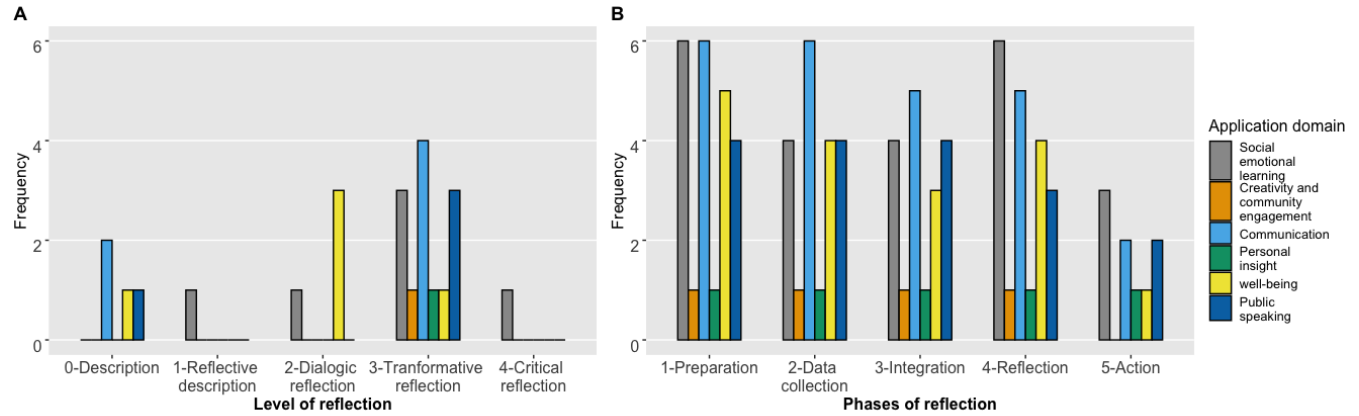 A
6
4
2
0
Frequency
0-Description
1-Reflective
description
2-Dialogic
reflection
3-Tranformative
reflection
4-Critical
reflection
Level of reflection
B
6
4
2
0
Frequency
1-Preparation
2-Data
collection
3-Integration
4-Reflection
5-Action
Phases of reflection
Application domain
Social
emotional
learning
Creativity and
community
engagement
Communication
Personal
insight
well-being
Public
speaking